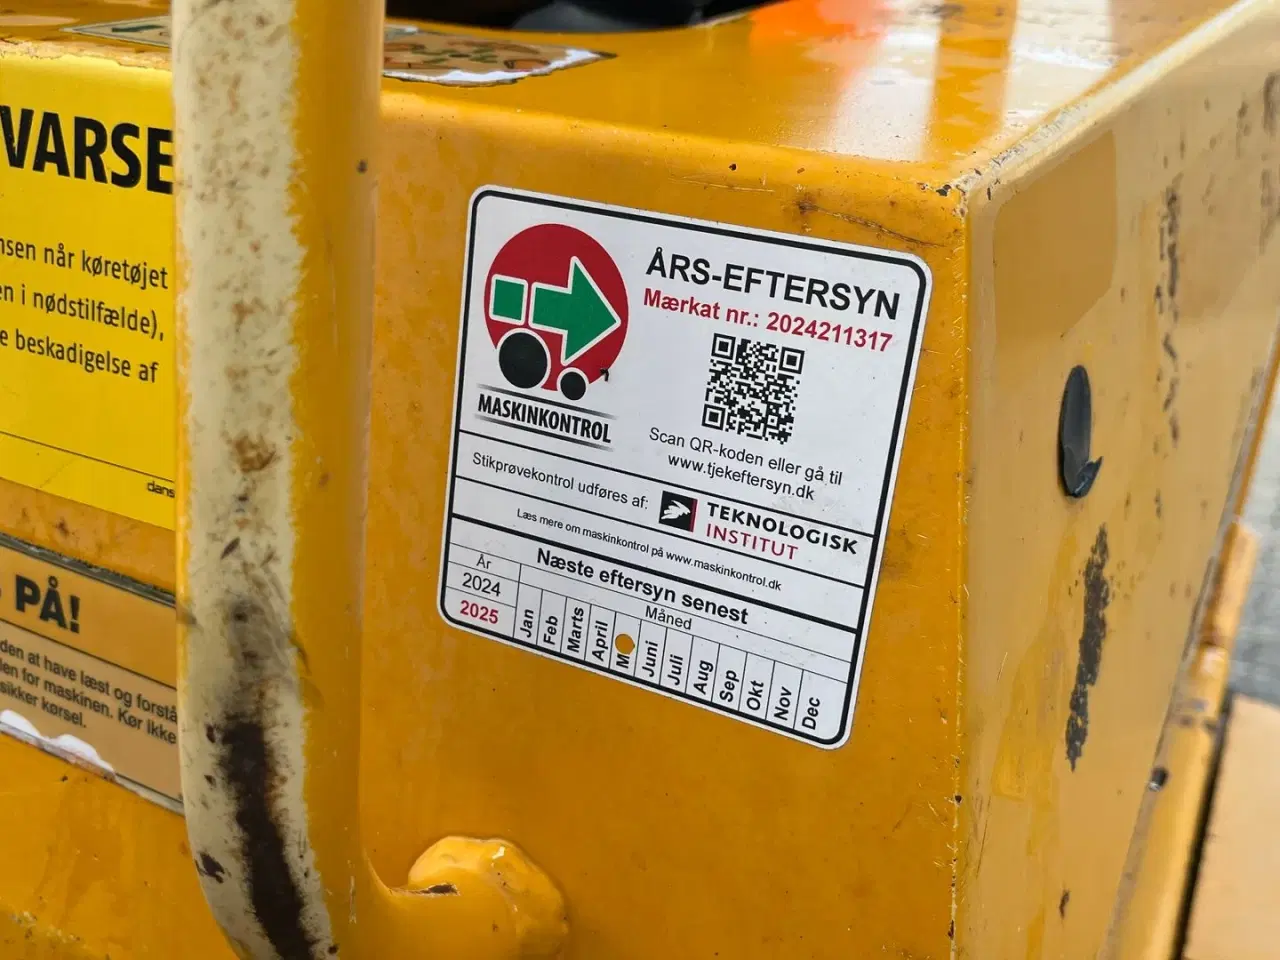 VARSE
nsen når køretøjet
en i nødstilfælde),
e beskadigelse af
dans
PÅ!
den at have læst og forstå
den for maskinen. Kør ikke
sikker kørsel.
ÅRS-EFTERSYN
Mærkat nr.: 2024211317
MASKINKONTROL
Scan QR-koden eller gå til
www.tjekeftersyn.dk
Stikprøvekontrol udføres af:
TEKNOLOGISK
INSTITUT
Læs mere om maskinkontrol på www.maskinkontrol.dk
Næste eftersyn senest
År
Måned
2024
2025
Jan Feb Marts April M Juni Juli Aug Sep Okt Nov Dec